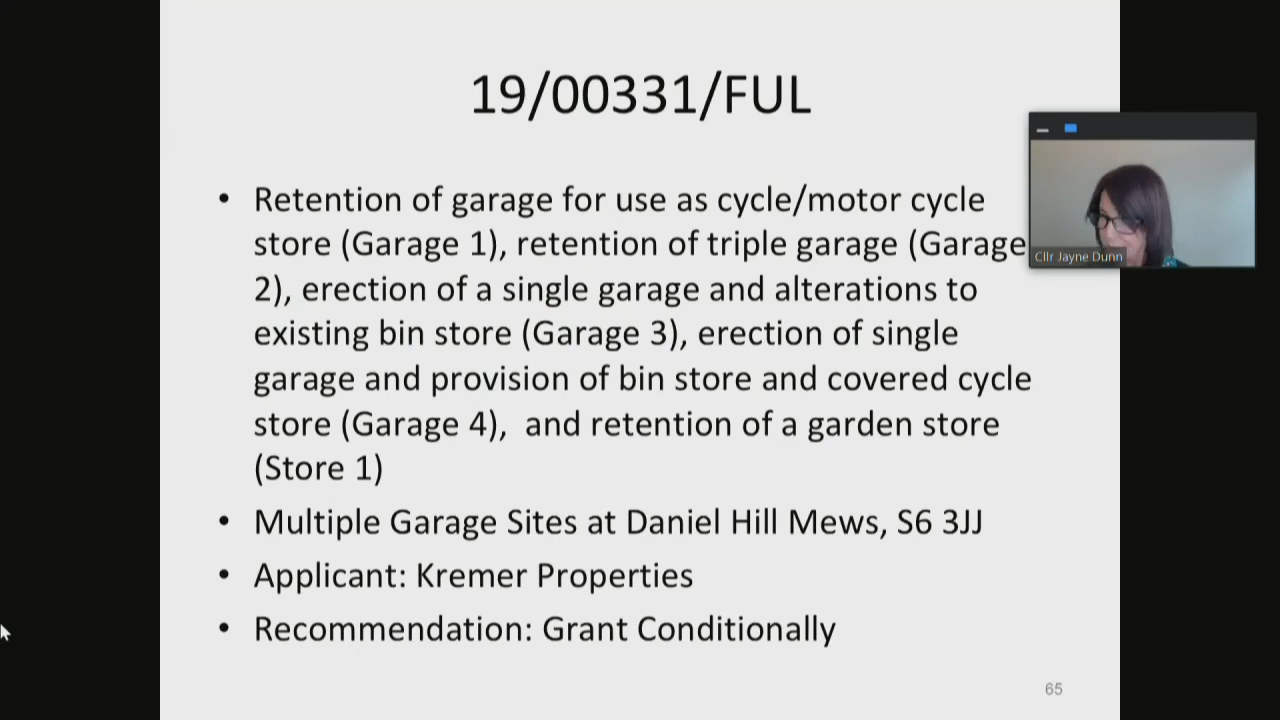 19/00331/FUL
• Retention of garage for use as cycle/motor cycle
store (Garage 1), retention of triple garage (Garage
2), erection of a single garage and alterations to
existing bin store (Garage 3), erection of single
garage and provision of bin store and covered cycle
store (Garage 4),  and retention of a garden store
(Store 1)
• Multiple Garage Sites at Daniel Hill Mews, S6 3JJ
• Applicant: Kremer Properties
• Recommendation: Grant Conditionally
65
Cllr Jayne Dunn